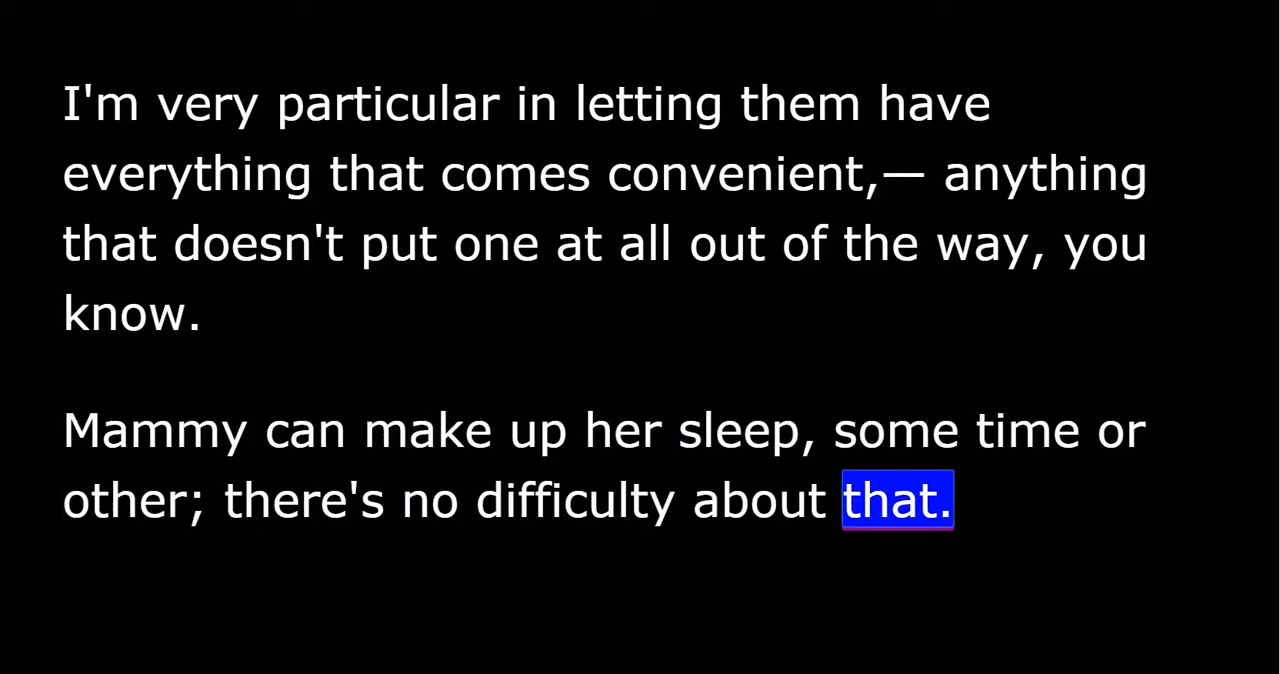 I'm very particular in letting them have
everything that comes convenient,— anything
that doesn't put one at all out of the way, you
know.
Mammy can make up her sleep, some time or
other; there's no difficulty about that.